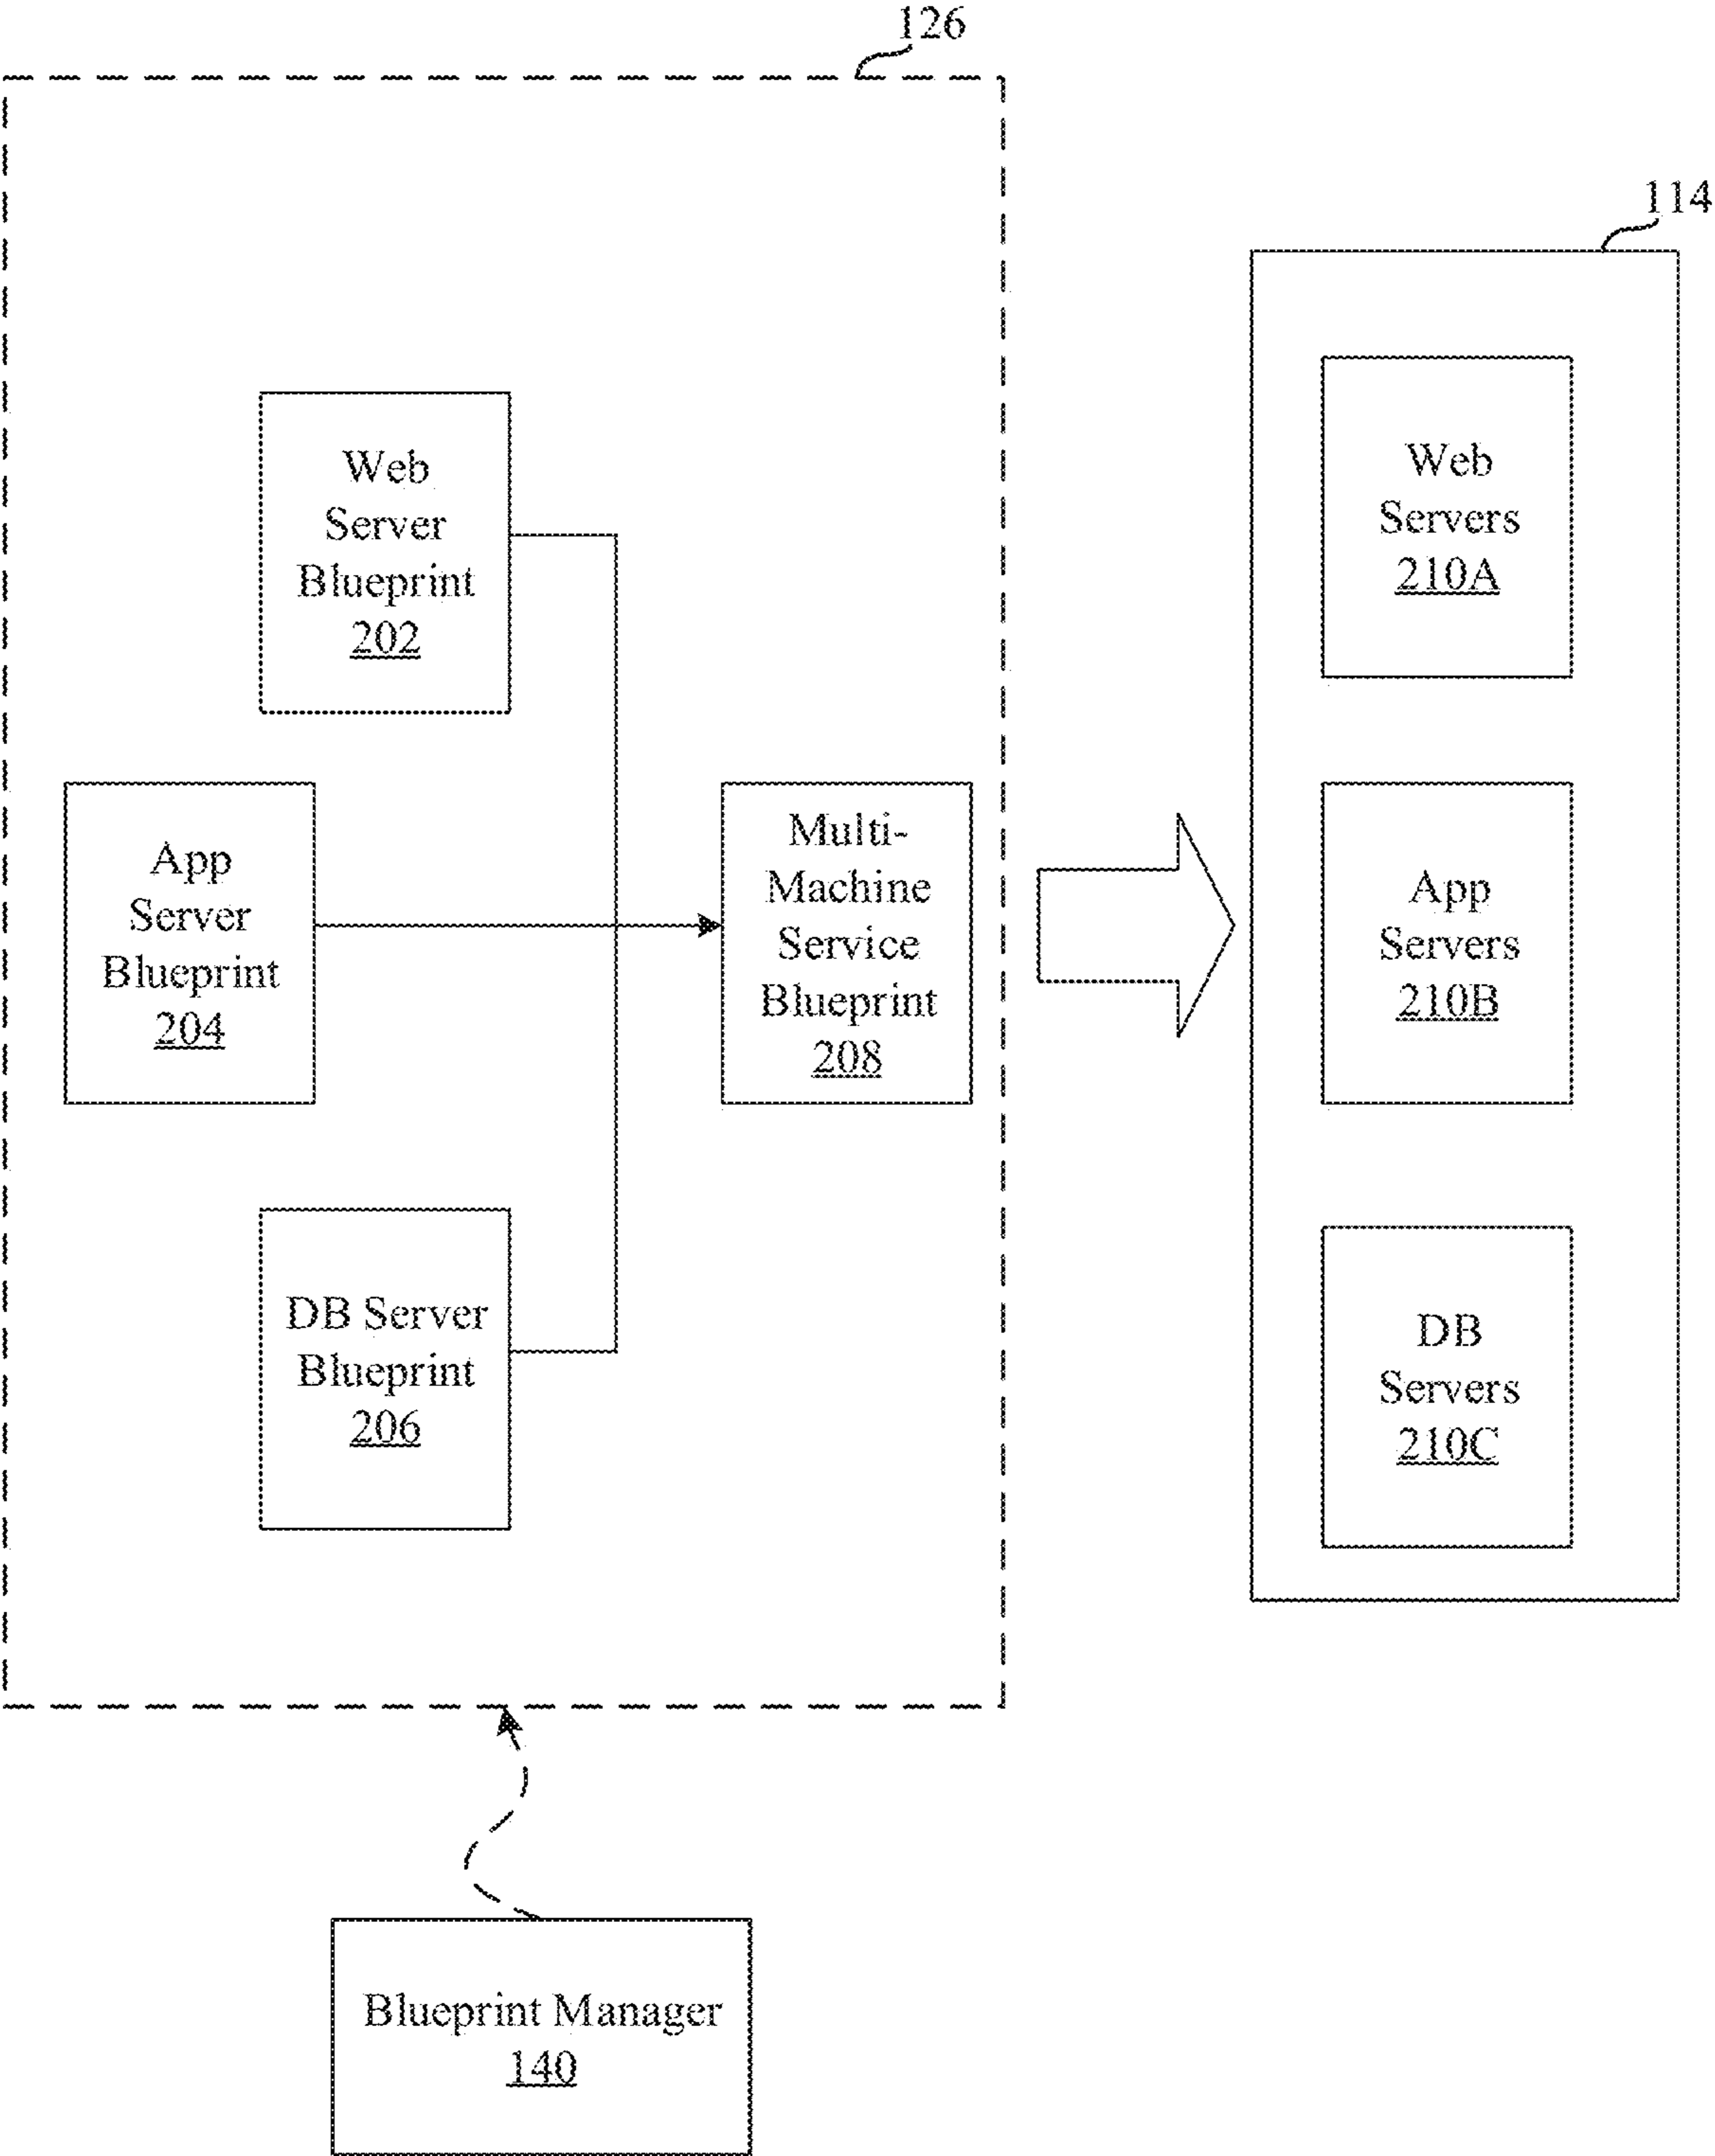 126
114
Web
Server
Blueprint
202
Web
Servers
210A
App
Server
Blueprint
204
Multi-
Machine
Service
Blueprint
208
App
Servers
210B
DB Server
Blueprint
206
DB
Servers
210C
Blueprint Manager
140